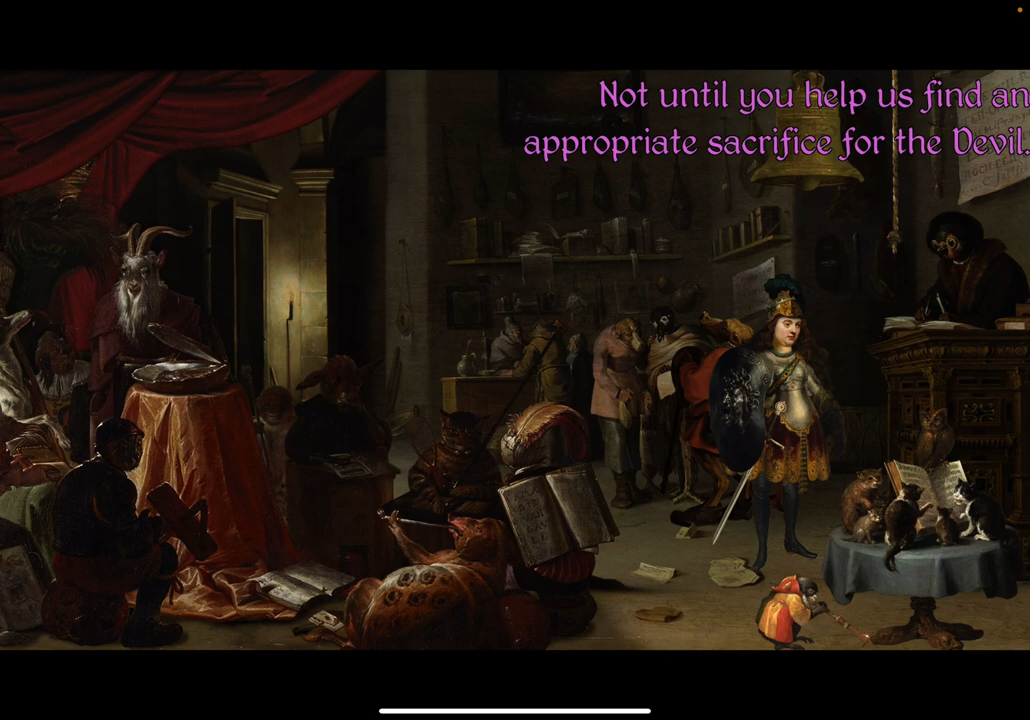 Not until you help us find an
appropriate sacrifice for the Devil.